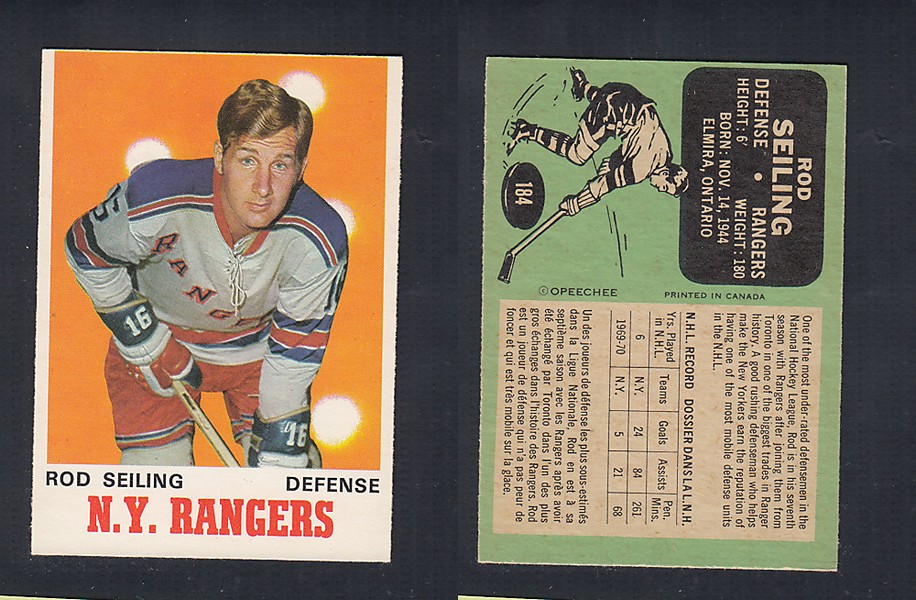 16
RANGE
16
16
ROD SEILING DEFENSE
N.Y. RANGERS
184
ROD
SEILING
DEFENSE • RANGERS
HEIGHT: 6' WEIGHT: 180
BORN: NOV. 14, 1944
ELMIRA, ONTARIO
© OPEECHEE PRINTED IN CANADA
One of the most under-rated defensemen in the
National Hockey League, Rod is in his seventh
season with Rangers after joining them from
Toronto in one of the biggest trades in Ranger
history. A good rushing defenseman who helps
make the New Yorkers earn the reputation of
having one of the most mobile defense units
in the N.H.L.
N.H.L. RECORD DOSSIER DANS LA L.N.H.
Yrs. Played Teams Goals Assists Pen.
in N.H.L. Mins.
6 N.Y. 24 84 261
1969-70 N.Y. 5 21 68
Un des joueurs de défense les plus sous-estimés
dans la Ligue Nationale, Rod en est à sa
septième saison avec les Rangers après avoir
été échangé par Toronto dans l'un des plus
gros échanges dans l'histoire des Rangers. Rod
est un joueur de défense qui n'a pas peur de
foncer et qui est très mobile sur la glace.